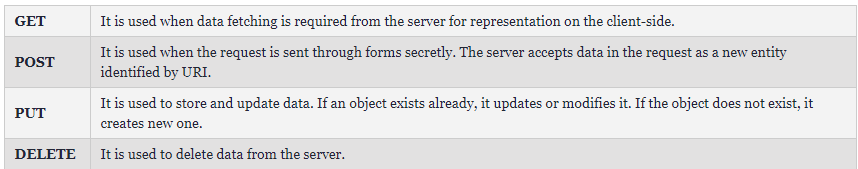 GET It is used when data fetching is required from the server for representation on the client-side.
POST It is used when the request is sent through forms secretly. The server accepts data in the request as a new entity
identified by URI.
PUT It is used to store and update data. If an object exists already, it updates or modifies it. If the object does not exist, it
creates new one.
DELETE It is used to delete data from the server.